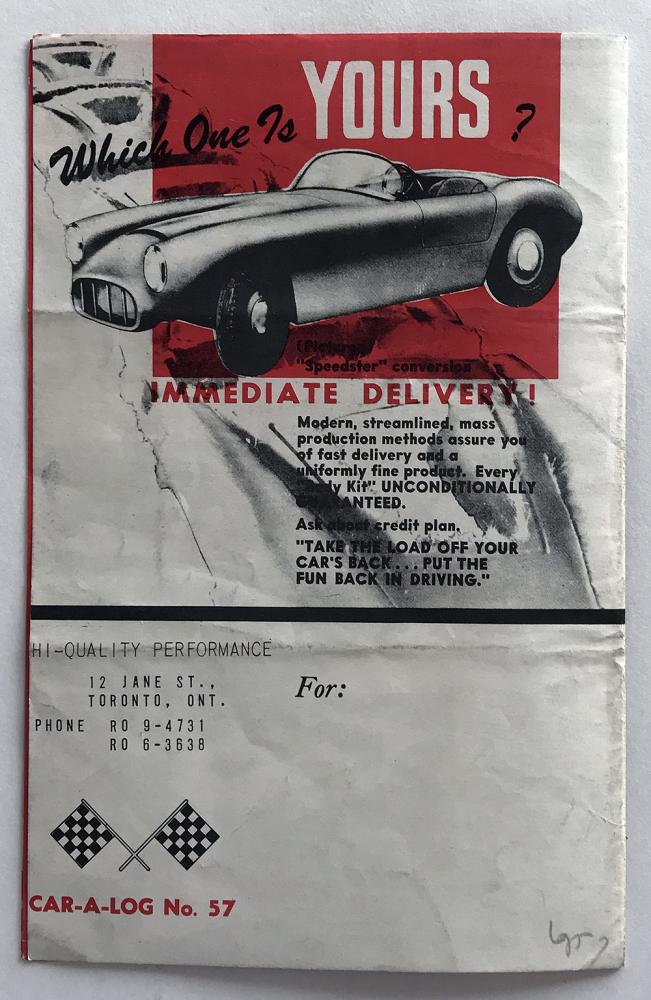 Which One Is YOURS ?
(Pictured)
"Speedster" conversion
IMMEDIATE DELIVERY!
Modern, streamlined, mass
production methods assure you
of fast delivery and a
uniformly fine product. Every
Kit" UNCONDITIONALLY
GUARANTEED.
Ask about credit plan.
"TAKE THE LOAD OFF YOUR
CAR'S BACK . . . PUT THE
FUN BACK IN DRIVING."
HI-QUALITY PERFORMANCE
12 JANE ST.,
TORONTO, ONT.
PHONE RO 9-4731
RO 6-3638
For:
CAR-A-LOG No. 57